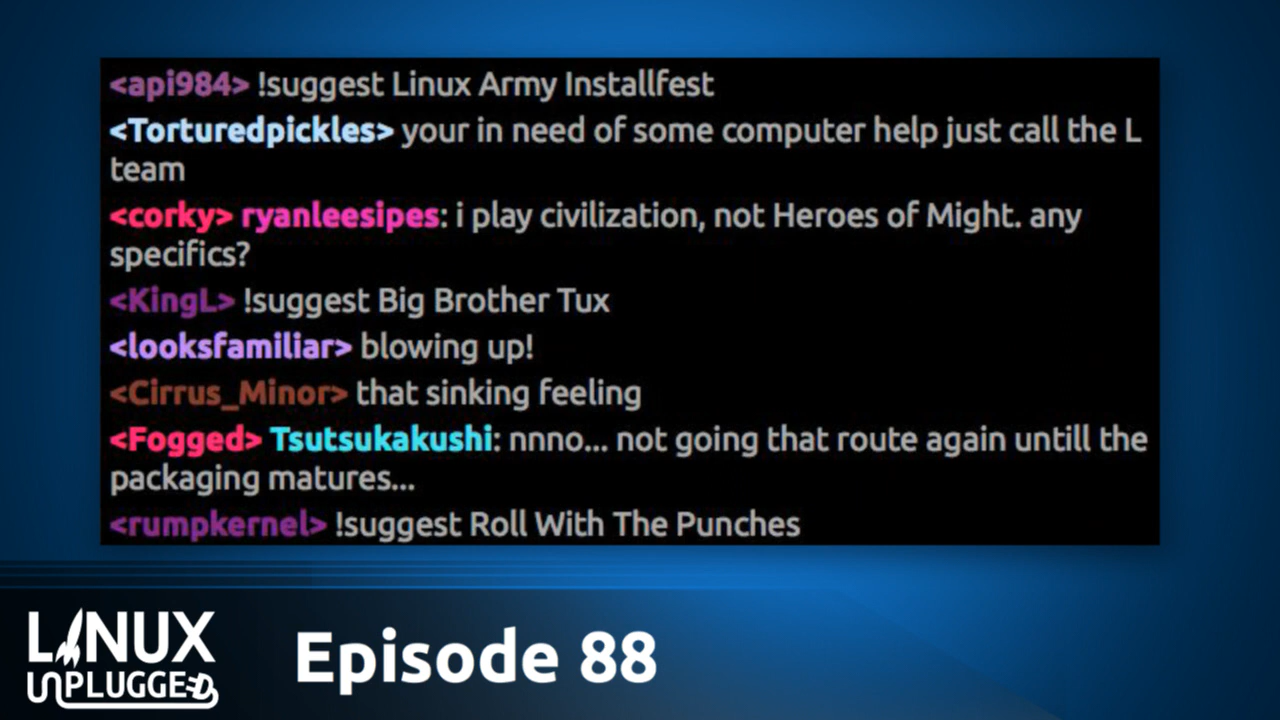 <api984> !suggest Linux Army Installfest
<Torturedpickles> your in need of some computer help just call the L
team
<corky> ryanleesipes: i play civilization, not Heroes of Might. any
specifics?
<KingL> !suggest Big Brother Tux
<looksfamiliar> blowing up!
<Cirrus_Minor> that sinking feeling
<Fogged> Tsutsukakushi: nnno... not going that route again untill the
packaging matures...
<rumpkernel> !suggest Roll With The Punches
LINUX
UNPLUGGED
Episode 88